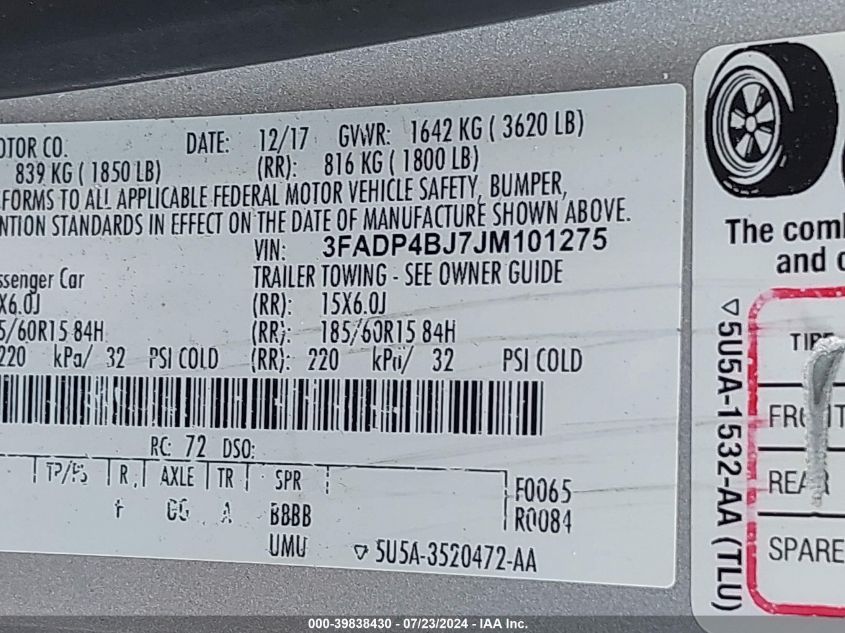 OTOR CO. DATE: 12/17 GVWR: 1642 KG ( 3620 LB)
839 KG ( 1850 LB) (RR): 816 KG ( 1800 LB)
FORMS TO ALL APPLICABLE FEDERAL MOTOR VEHICLE SAFETY, BUMPER,
NTION STANDARDS IN EFFECT ON THE DATE OF MANUFACTURE SHOWN ABOVE.
VIN: 3FADP4BJ7JM101275
ssenger Car TRAILER TOWING - SEE OWNER GUIDE
X6.0J (RR): 15X6.0J
5/60R15 84H (RR): 185/60R15 84H
220 kPa/ 32 PSI COLD (RR): 220 kPa/ 32 PSI COLD
RC: 72 DSO:
TP/PS R. AXLE TR SPR F0065
A BBBB R0084
UMU 5U5A-3520472-AA
The comb
and c
5U5A-1532-AA (TLU)
TIRE
FRONT
REAR
SPARE
000-39838430 - 07/23/2024 - IAA Inc.